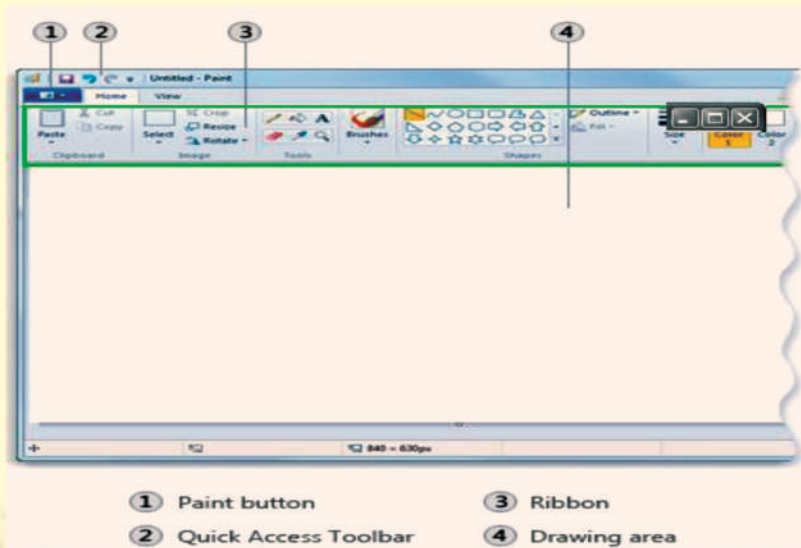 1 2 3 4
Untitled - Paint
Home View
Cut Crop Outline
Copy Resize Fill
Paste Select Rotate Brushes Size Color 1 Color 2
Clipboard Image Tools Shapes
840 × 630px
1 Paint button 3 Ribbon
2 Quick Access Toolbar 4 Drawing area